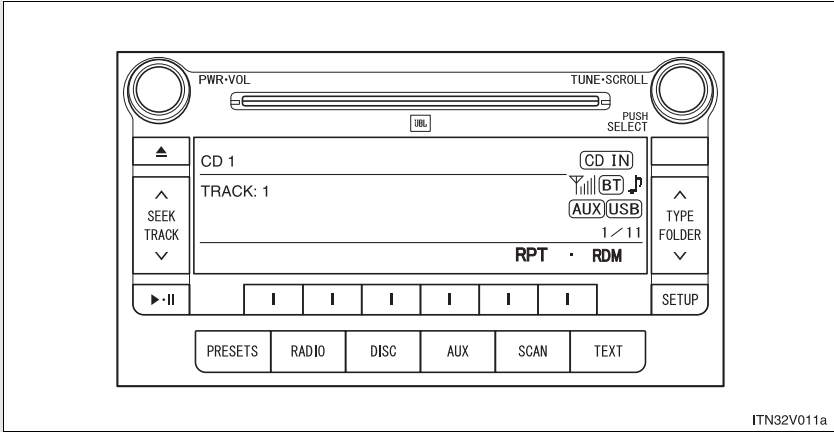 PWR•VOL
TUNE•SCROLL
JBL
PUSH
SELECT
CD 1
CD IN
TRACK: 1
BT
AUX USB
1/11
RPT · RDM
SEEK
TRACK
TYPE
FOLDER
SETUP
PRESETS RADIO DISC AUX SCAN TEXT
ITN32V011a